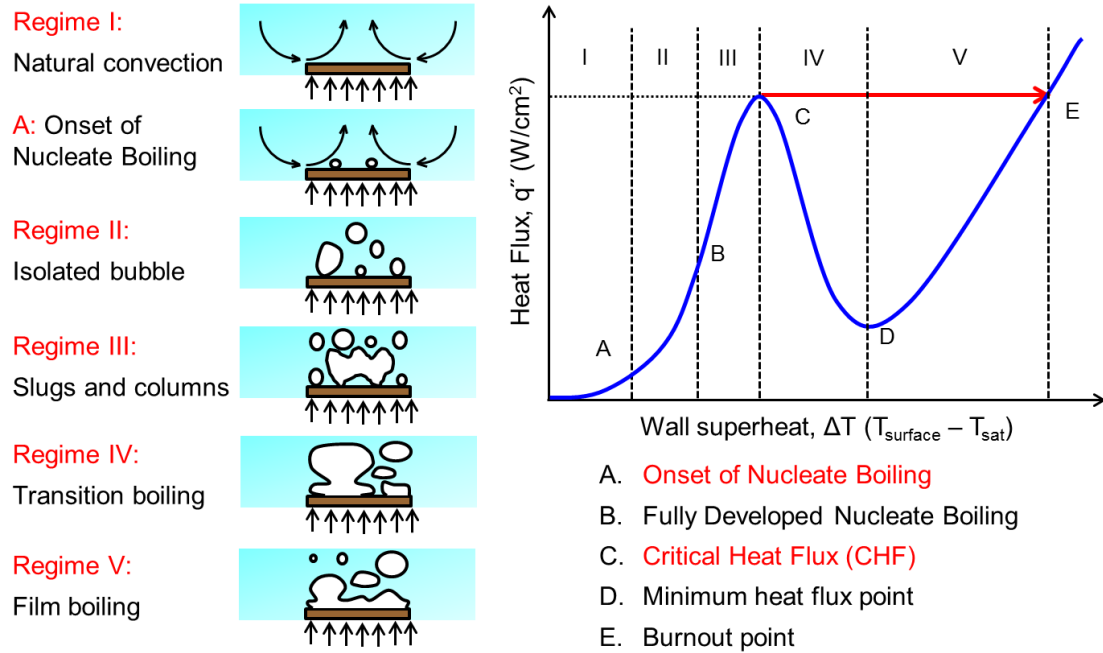 Regime I:
Natural convection
A: Onset of
Nucleate Boiling
Regime II:
Isolated bubble
Regime III:
Slugs and columns
Regime IV:
Transition boiling
Regime V:
Film boiling
Heat Flux, q˝ (W/cm²)
I
II
III
IV
V
A
B
C
D
E
Wall superheat, ΔT (Tsurface – Tsat)
A. Onset of Nucleate Boiling
B. Fully Developed Nucleate Boiling
C. Critical Heat Flux (CHF)
D. Minimum heat flux point
E. Burnout point